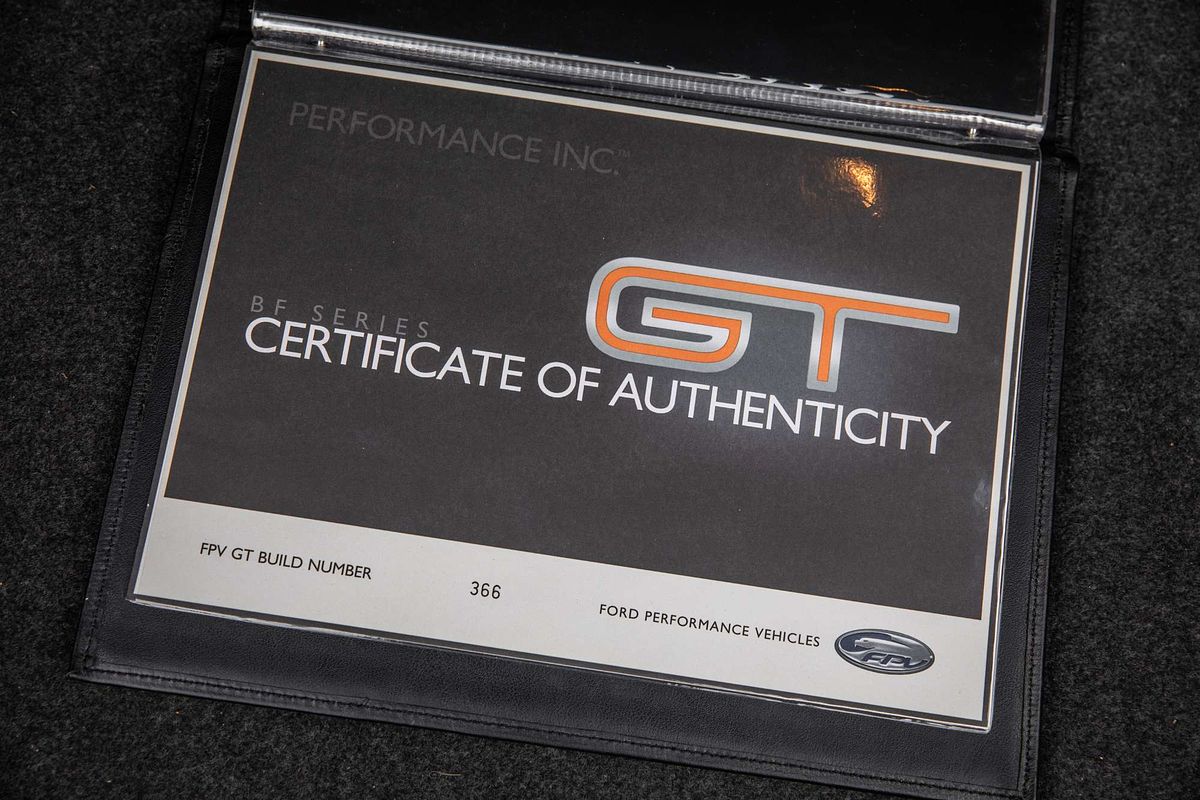 PERFORMANCE INC.™
GT
BF SERIES
CERTIFICATE OF AUTHENTICITY
FPV GT BUILD NUMBER
366
FORD PERFORMANCE VEHICLES
FPV